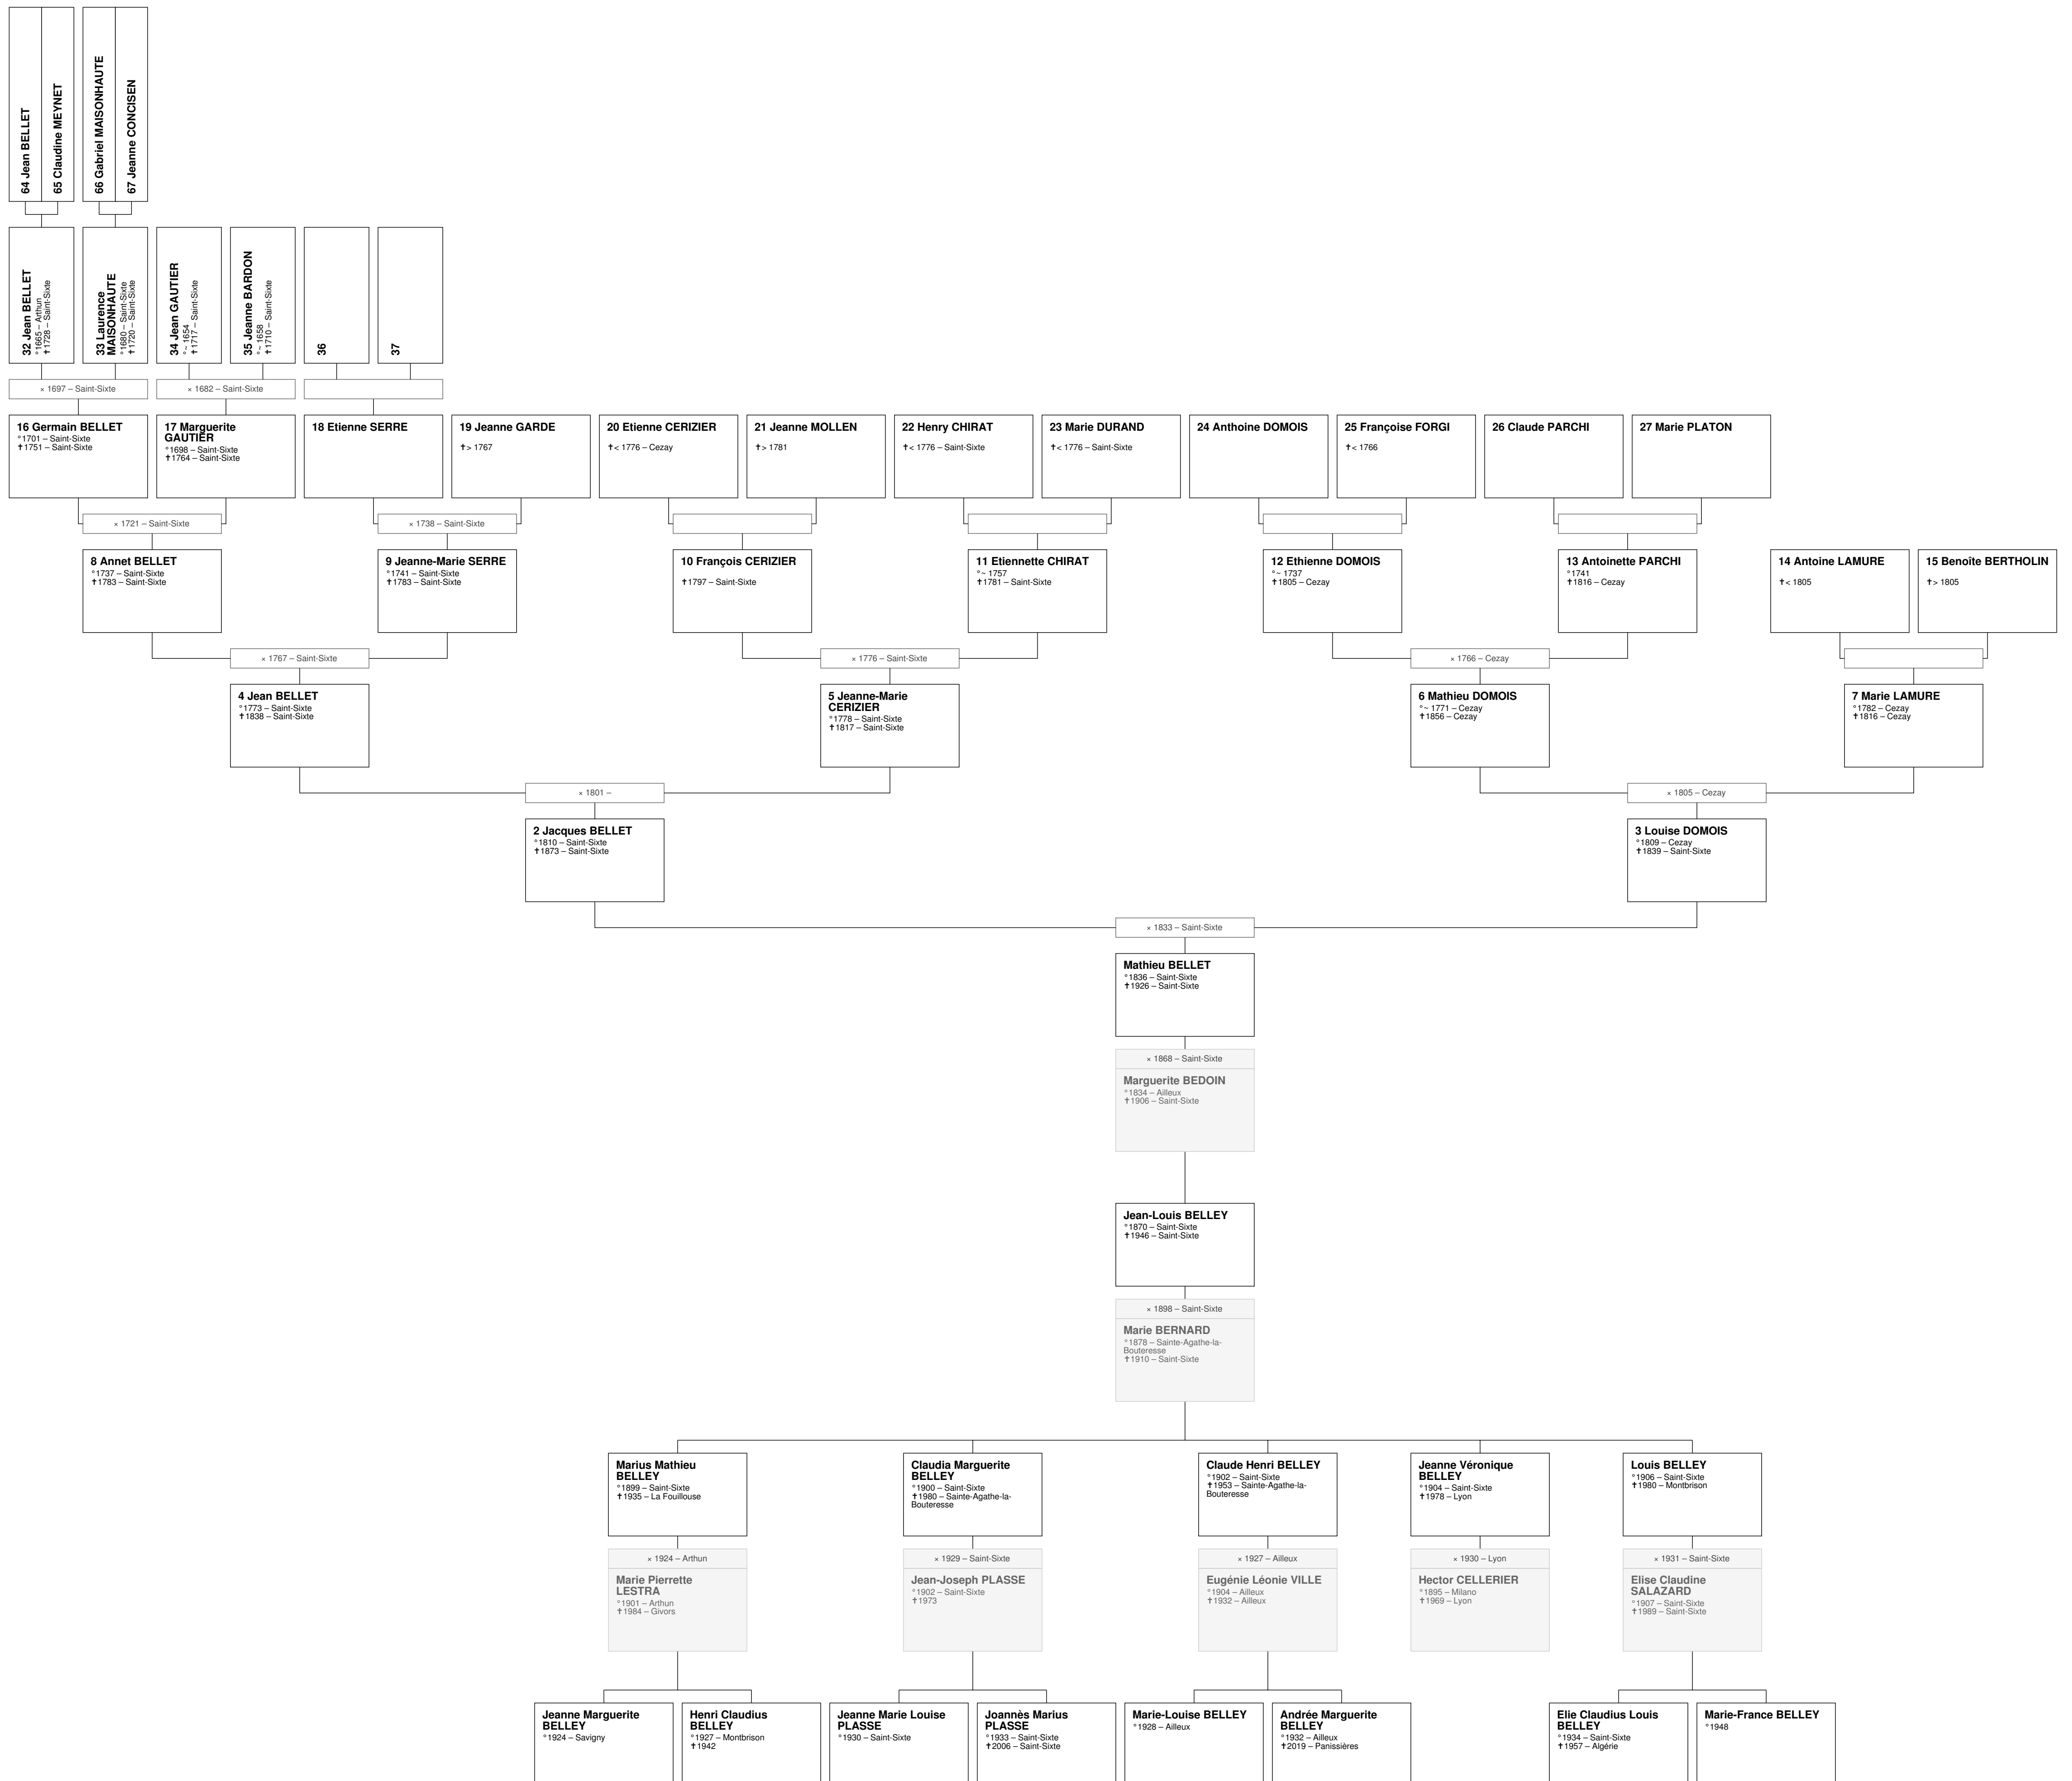 64 Jean BELLET
65 Claudine MEYNET
66 Gabriel MAISONHAUTE
67 Jeanne CONCISEN
32 Jean BELLET
°1665 – Arthun
✝1728 – Saint-Sixte
33 Laurence
MAISONHAUTE
°1680 – Saint-Sixte
✝1720 – Saint-Sixte
34 Jean GAUTIER
°~ 1654
✝1717 – Saint-Sixte
35 Jeanne BARDON
°~ 1658
✝1710 – Saint-Sixte
36
37
× 1697 – Saint-Sixte
× 1682 – Saint-Sixte
16 Germain BELLET
°1701 – Saint-Sixte
✝1751 – Saint-Sixte
17 Marguerite
GAUTIER
°1698 – Saint-Sixte
✝1764 – Saint-Sixte
18 Etienne SERRE
19 Jeanne GARDE
✝> 1767
20 Etienne CERIZIER
✝< 1776 – Cezay
21 Jeanne MOLLEN
✝> 1781
22 Henry CHIRAT
✝< 1776 – Saint-Sixte
23 Marie DURAND
✝< 1776 – Saint-Sixte
24 Anthoine DOMOIS
25 Françoise FORGI
✝< 1766
26 Claude PARCHI
27 Marie PLATON
× 1721 – Saint-Sixte
× 1738 – Saint-Sixte
8 Annet BELLET
°1737 – Saint-Sixte
✝1783 – Saint-Sixte
9 Jeanne-Marie SERRE
°1741 – Saint-Sixte
✝1783 – Saint-Sixte
10 François CERIZIER
✝1797 – Saint-Sixte
11 Etiennette CHIRAT
°~ 1757
✝1781 – Saint-Sixte
12 Ethienne DOMOIS
°~ 1737
✝1805 – Cezay
13 Antoinette PARCHI
°1741
✝1816 – Cezay
14 Antoine LAMURE
✝< 1805
15 Benoîte BERTHOLIN
✝> 1805
× 1767 – Saint-Sixte
× 1776 – Saint-Sixte
× 1766 – Cezay
4 Jean BELLET
°1773 – Saint-Sixte
✝1838 – Saint-Sixte
5 Jeanne-Marie
CERIZIER
°1778 – Saint-Sixte
✝1817 – Saint-Sixte
6 Mathieu DOMOIS
°~ 1771 – Cezay
✝1856 – Cezay
7 Marie LAMURE
°1782 – Cezay
✝1816 – Cezay
× 1801 –
× 1805 – Cezay
2 Jacques BELLET
°1810 – Saint-Sixte
✝1873 – Saint-Sixte
3 Louise DOMOIS
°1809 – Cezay
✝1839 – Saint-Sixte
× 1833 – Saint-Sixte
Mathieu BELLET
°1836 – Saint-Sixte
✝1926 – Saint-Sixte
× 1868 – Saint-Sixte
Marguerite BEDOIN
°1834 – Ailleux
✝1906 – Saint-Sixte
Jean-Louis BELLEY
°1870 – Saint-Sixte
✝1946 – Saint-Sixte
× 1898 – Saint-Sixte
Marie BERNARD
°1878 – Sainte-Agathe-la-
Bouteresse
✝1910 – Saint-Sixte
Marius Mathieu
BELLEY
°1899 – Saint-Sixte
✝1935 – La Fouillouse
Claudia Marguerite
BELLEY
°1900 – Saint-Sixte
✝1980 – Sainte-Agathe-la-
Bouteresse
Claude Henri BELLEY
°1902 – Saint-Sixte
✝1953 – Sainte-Agathe-la-
Bouteresse
Jeanne Véronique
BELLEY
°1904 – Saint-Sixte
✝1978 – Lyon
Louis BELLEY
°1906 – Saint-Sixte
✝1980 – Montbrison
× 1924 – Arthun
Marie Pierrette
LESTRA
°1901 – Arthun
✝1984 – Givors
× 1929 – Saint-Sixte
Jean-Joseph PLASSE
°1902 – Saint-Sixte
✝1973
× 1927 – Ailleux
Eugénie Léonie VILLE
°1904 – Ailleux
✝1932 – Ailleux
× 1930 – Lyon
Hector CELLERIER
°1895 – Milano
✝1969 – Lyon
× 1931 – Saint-Sixte
Elise Claudine
SALAZARD
°1907 – Saint-Sixte
✝1989 – Saint-Sixte
Jeanne Marguerite
BELLEY
°1924 – Savigny
Henri Claudius
BELLEY
°1927 – Montbrison
✝1942
Jeanne Marie Louise
PLASSE
°1930 – Saint-Sixte
Joannès Marius
PLASSE
°1933 – Saint-Sixte
✝2006 – Saint-Sixte
Marie-Louise BELLEY
°1928 – Ailleux
Andrée Marguerite
BELLEY
°1932 – Ailleux
✝2019 – Panissières
Elie Claudius Louis
BELLEY
°1934 – Saint-Sixte
✝1957 – Algérie
Marie-France BELLEY
°1948